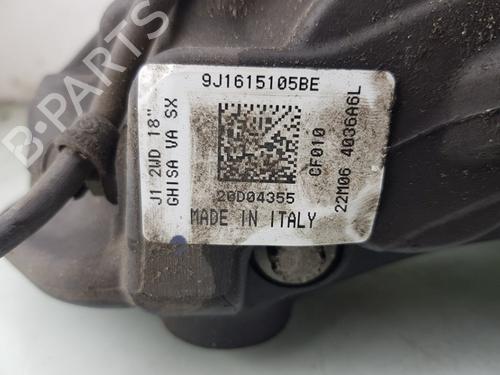 9J1615105BE
J1 2WD 18"
GHISA VA SX
20D04355
CF010
22M06 4036A6L
MADE IN ITALY
B-PARTS